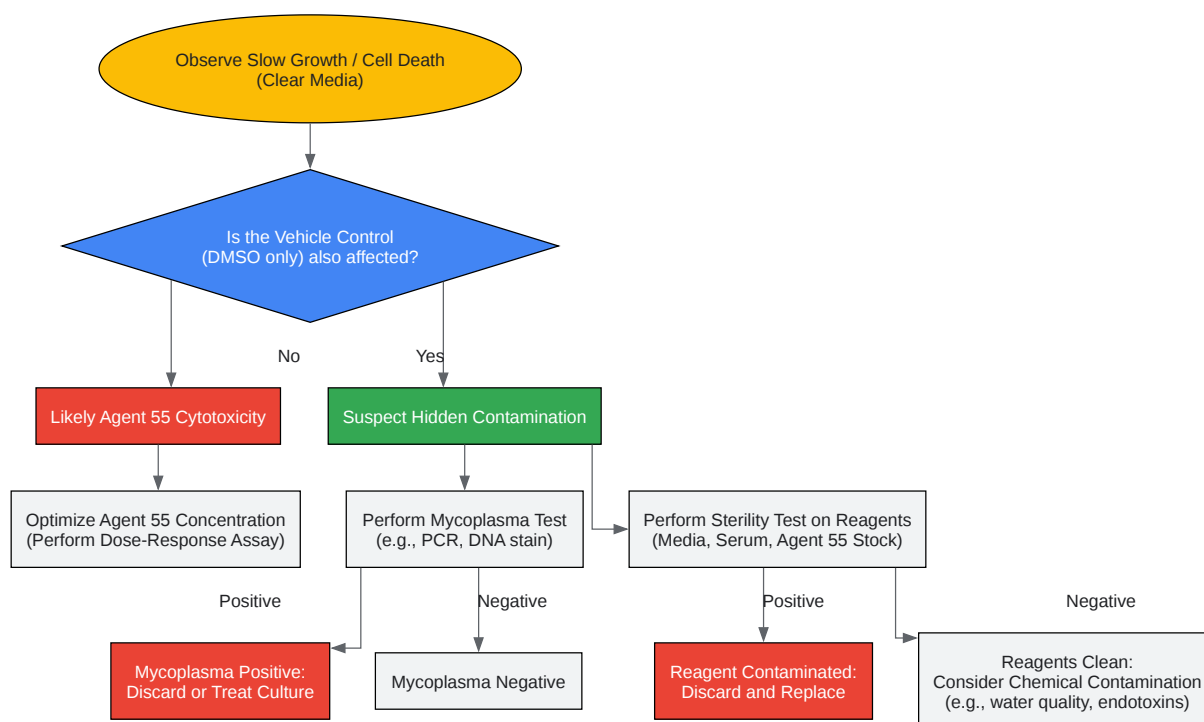 Observe Slow Growth / Cell Death
(Clear Media)
Is the Vehicle Control
(DMSO only) also affected?
No
Yes
Likely Agent 55 Cytotoxicity
Suspect Hidden Contamination
Optimize Agent 55 Concentration
(Perform Dose-Response Assay)
Perform Mycoplasma Test
(e.g., PCR, DNA stain)
Perform Sterility Test on Reagents
(Media, Serum, Agent 55 Stock)
Positive
Negative
Positive
Negative
Mycoplasma Positive:
Discard or Treat Culture
Mycoplasma Negative
Reagent Contaminated:
Discard and Replace
Reagents Clean:
Consider Chemical Contamination
(e.g., water quality, endotoxins)